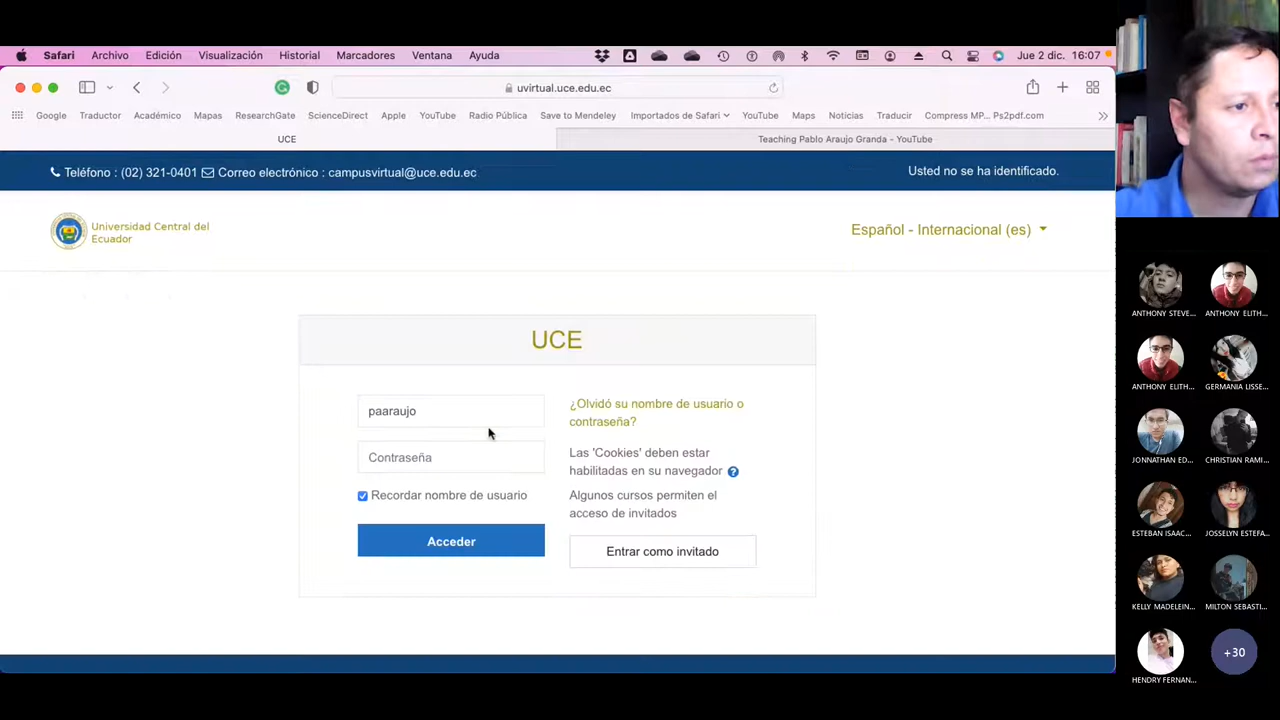 Safari Archivo Edición Visualización Historial Marcadores Ventana Ayuda Jue 2 dic. 16:07
uvirtual.uce.edu.ec
Google Traductor Académico Mapas ResearchGate ScienceDirect Apple YouTube Radio Pública Save to Mendeley Importados de Safari YouTube Maps Noticias Traducir Compress MP... Ps2pdf.com
UCE Teaching Pablo Araujo Granda - YouTube
Teléfono : (02) 321-0401 Correo electrónico : campusvirtual@uce.edu.ec Usted no se ha identificado.
Universidad Central del
Ecuador
Español - Internacional (es)
UCE
paaraujo
Contraseña
Recordar nombre de usuario
Acceder
¿Olvidó su nombre de usuario o
contraseña?
Las 'Cookies' deben estar
habilitadas en su navegador ?
Algunos cursos permiten el
acceso de invitados
Entrar como invitado
ANTHONY STEVE... ANTHONY ELITH...
ANTHONY ELITH... GERMANIA LISSE...
JONNATHAN ED... CHRISTIAN RAMI...
ESTEBAN ISAAC... JOSSELYN ESTEFA...
KELLY MADELEIN... MILTON SEBASTI...
HENDRY FERNAN... +30